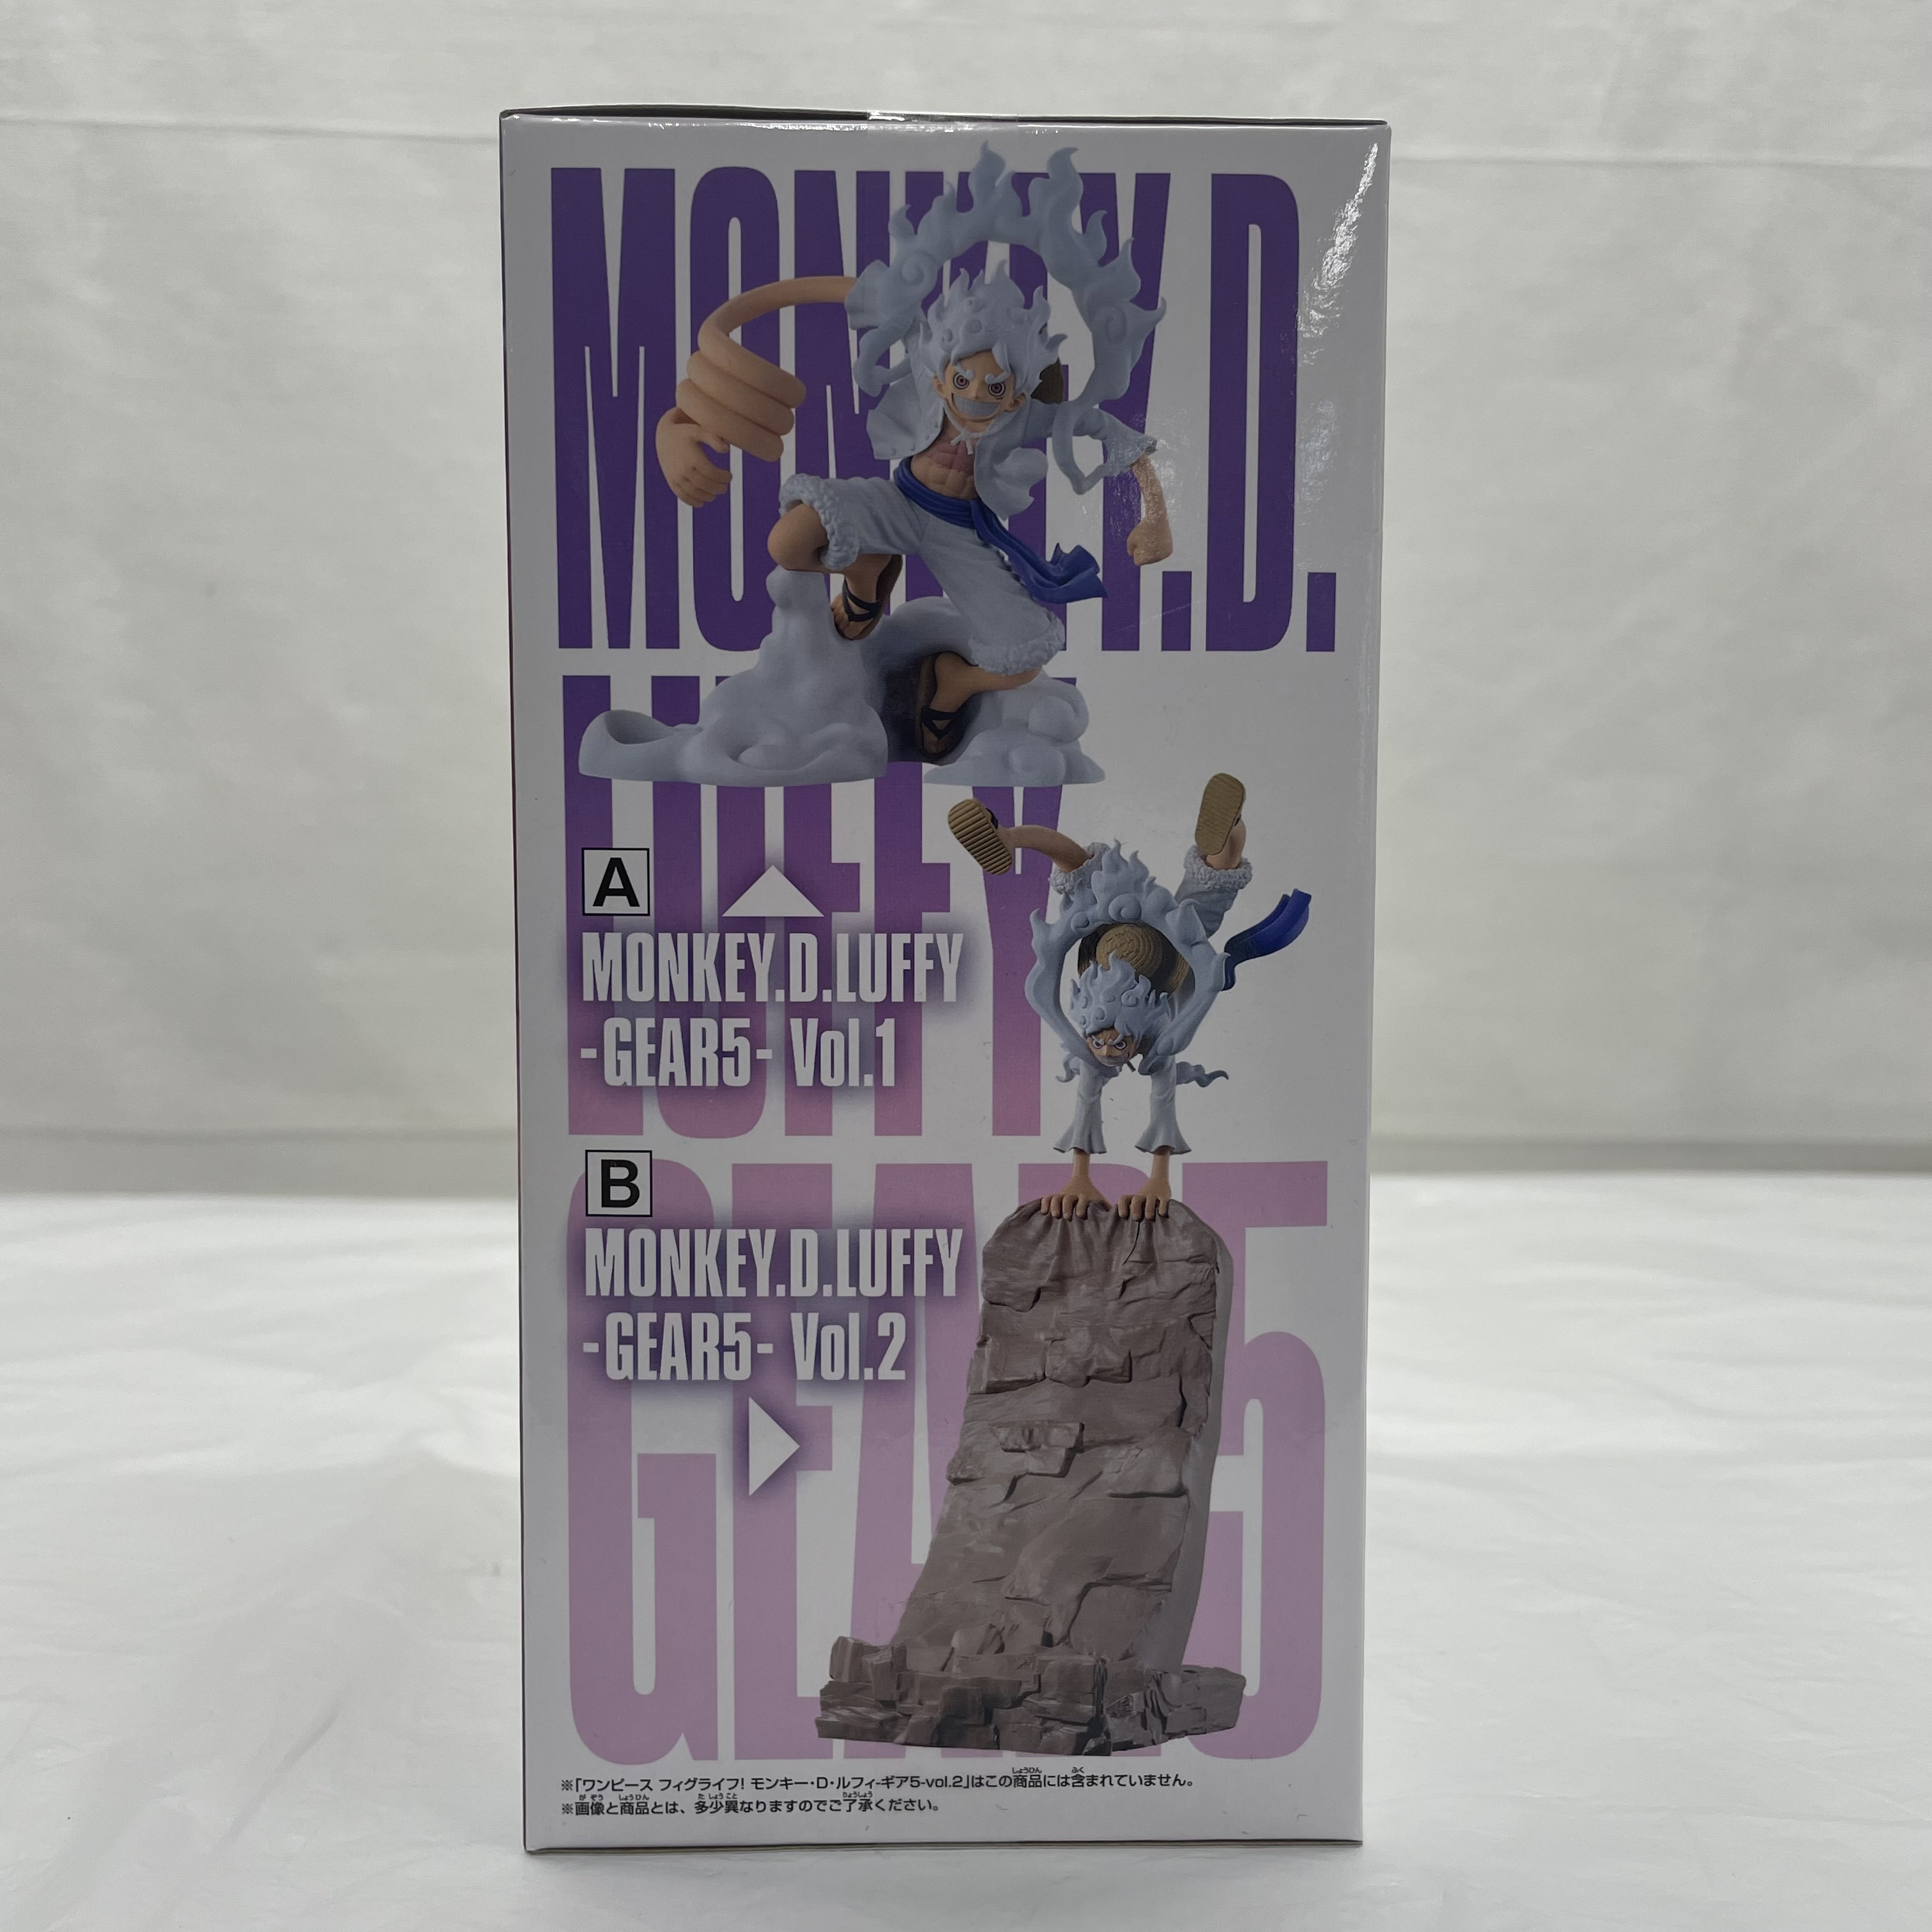 MONKEY.D.
LUFFY
GEAR5
A
MONKEY.D.LUFFY
-GEAR5- Vol.1
B
MONKEY.D.LUFFY
-GEAR5- Vol.2
※「ワンピース フィグライフ! モンキー・D・ルフィ-ギア5-vol.2」はこの商品には含まれていません。
※画像と商品とは、多少異なりますのでご了承ください。